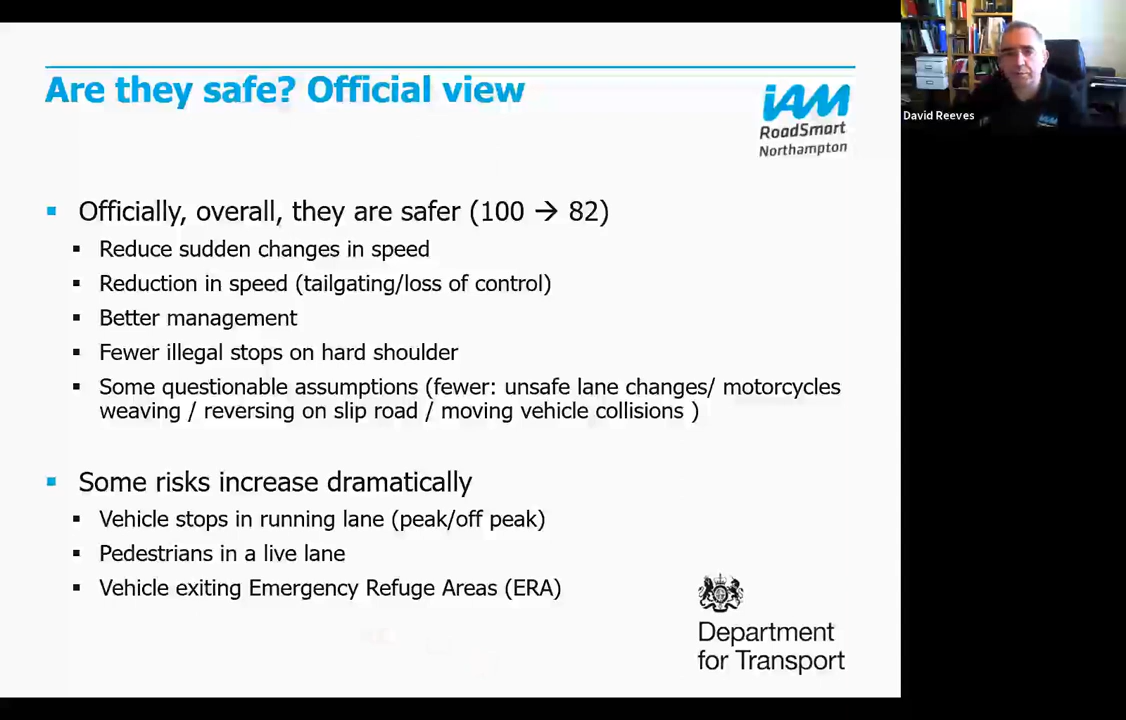 Are they safe? Official view
iAM
RoadSmart
Northampton
David Reeves
Officially, overall, they are safer (100 → 82)
Reduce sudden changes in speed
Reduction in speed (tailgating/loss of control)
Better management
Fewer illegal stops on hard shoulder
Some questionable assumptions (fewer: unsafe lane changes/ motorcycles
weaving / reversing on slip road / moving vehicle collisions )
Some risks increase dramatically
Vehicle stops in running lane (peak/off peak)
Pedestrians in a live lane
Vehicle exiting Emergency Refuge Areas (ERA)
Department
for Transport